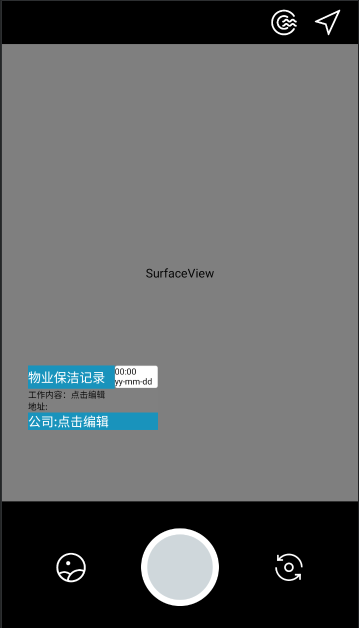 SurfaceView
物业保洁记录
00:00
yy-mm-dd
工作内容：点击编辑
地址:
公司:点击编辑